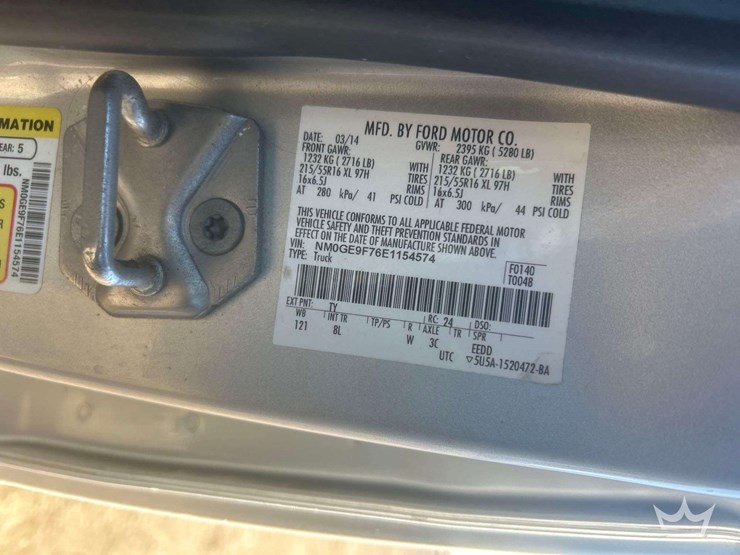 MATION
EAR: 5
lbs.
S
R
NM0GE9F76E1154574
MFD. BY FORD MOTOR CO.
DATE: 03/14 GVWR: 2395 KG ( 5280 LB)
FRONT GAWR: REAR GAWR:
1232 KG ( 2716 LB) WITH 1232 KG ( 2716 LB) WITH
215/55R16 XL 97H TIRES 215/55R16 XL 97H TIRES
16x6.5J RIMS 16x6.5J RIMS
AT 280 kPa/ 41 PSI COLD AT 300 kPa/ 44 PSI COLD
THIS VEHICLE CONFORMS TO ALL APPLICABLE FEDERAL MOTOR
VEHICLE SAFETY AND THEFT PREVENTION STANDARDS IN
EFFECT ON THE DATE OF MANUFACTURE SHOWN ABOVE.
VIN: NM0GE9F76E1154574
TYPE: Truck
F0140
T004B
EXT PNT: TY RC: 24 DSO:
WB INT TR TP/PS R AXLE TR SPR
121 8L W 3C EEDD
UTC ▽5U5A-1520472-BA